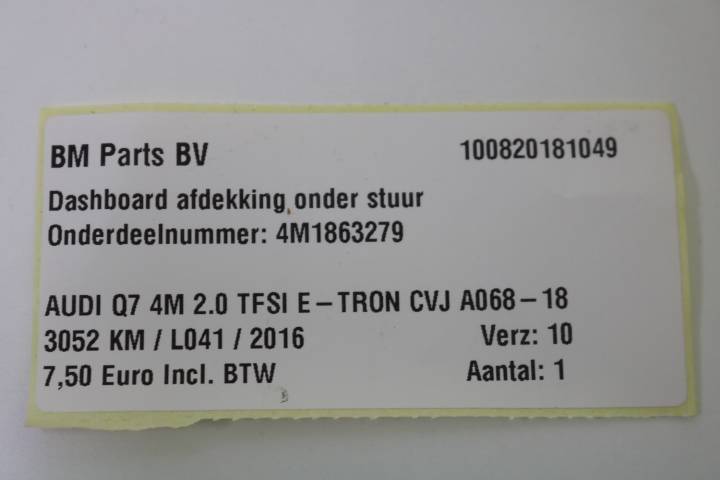 BM Parts BV 100820181049
Dashboard afdekking onder stuur
Onderdeelnummer: 4M1863279
AUDI Q7 4M 2.0 TFSI E-TRON CVJ A068-18
3052 KM / L041 / 2016 Verz: 10
7,50 Euro Incl. BTW Aantal: 1